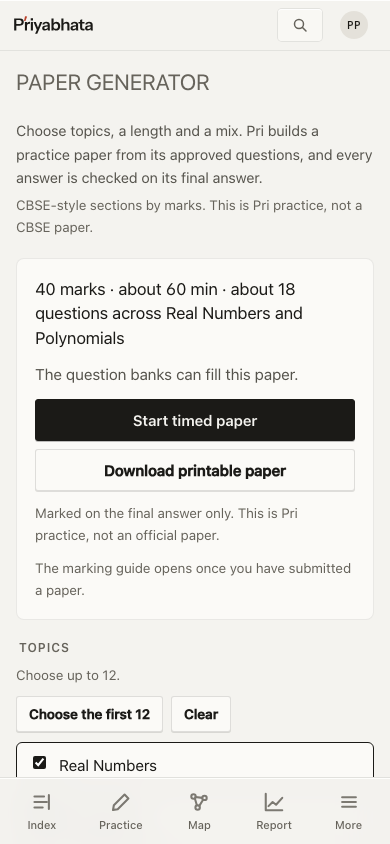 Priyabhata
PP
PAPER GENERATOR
Choose topics, a length and a mix. Pri builds a
practice paper from its approved questions, and every
answer is checked on its final answer.
CBSE-style sections by marks. This is Pri practice, not a
CBSE paper.
40 marks · about 60 min · about 18
questions across Real Numbers and
Polynomials
The question banks can fill this paper.
Start timed paper
Download printable paper
Marked on the final answer only. This is Pri
practice, not an official paper.
The marking guide opens once you have submitted
a paper.
TOPICS
Choose up to 12.
Choose the first 12 Clear
Real Numbers
Index Practice Map Report More